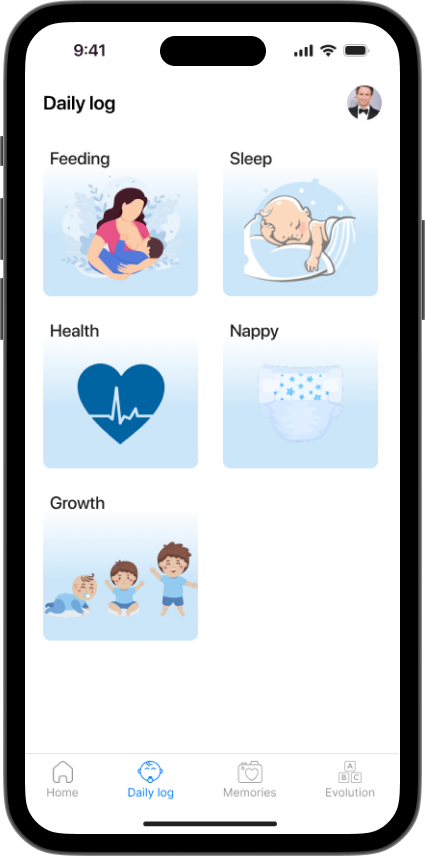 9:41
Daily log
Feeding
Sleep
Health
Nappy
Growth
A
B C
Home
Daily log
Memories
Evolution